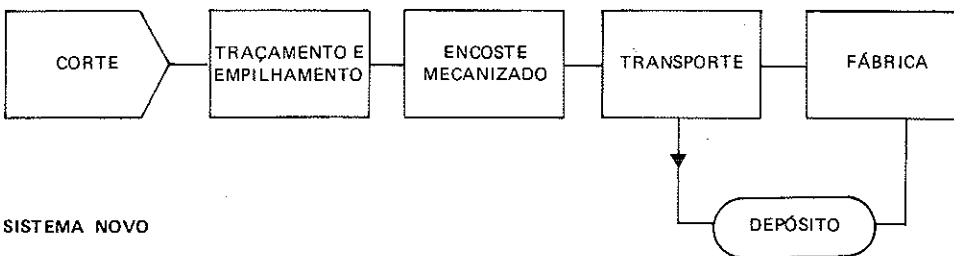 CORTE
TRAÇAMENTO E
EMPILHAMENTO
ENCOSTE
MECANIZADO
TRANSPORTE
FÁBRICA
SISTEMA NOVO
DEPÓSITO